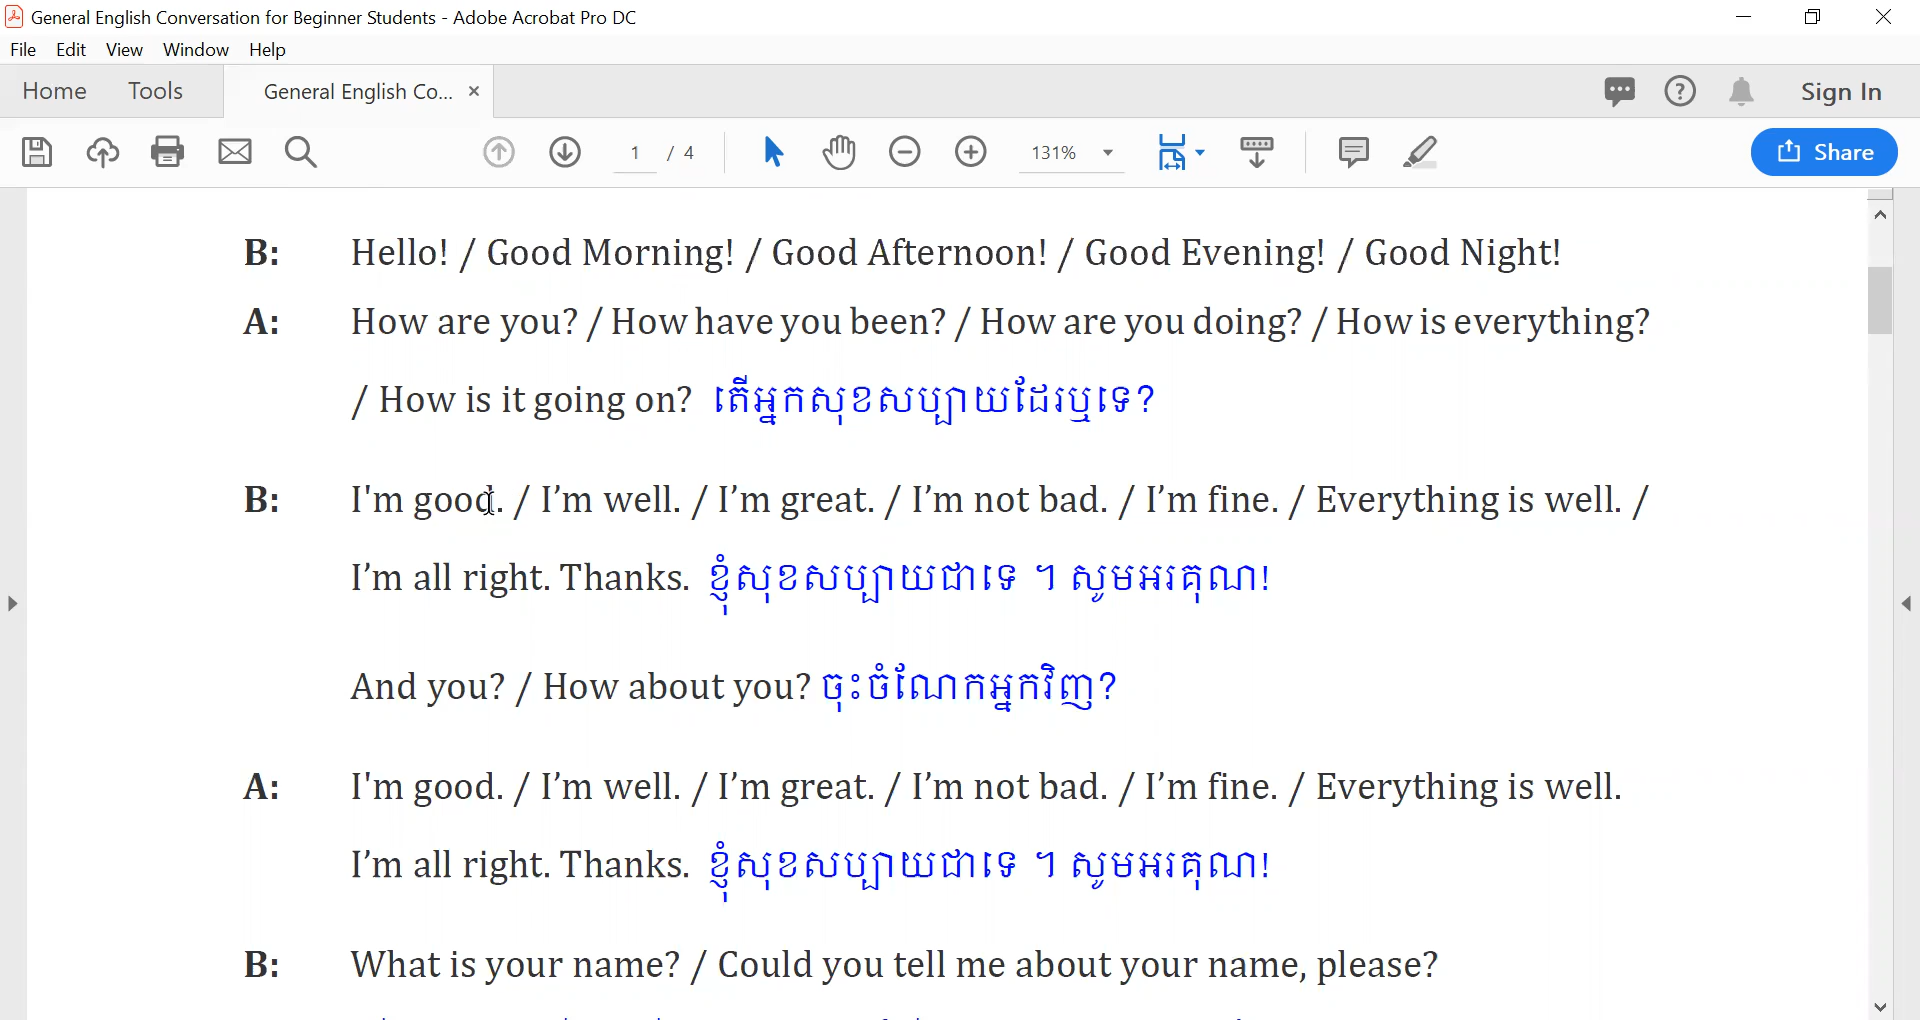 General English Conversation for Beginner Students - Adobe Acrobat Pro DC
File Edit View Window Help
Home Tools General English Co... × Sign In
1 / 4 131% Share
B: Hello! / Good Morning! / Good Afternoon! / Good Evening! / Good Night!
A: How are you? / How have you been? / How are you doing? / How is everything?
/ How is it going on? តើអ្នកសុខសប្បាយដែរឬទេ?
B: I'm good. / I’m well. / I’m great. / I’m not bad. / I’m fine. / Everything is well. /
I’m all right. Thanks. ខ្ញុំសុខសប្បាយជាទេ ។ សូមអរគុណ!
And you? / How about you? ចុះចំណែកអ្នកវិញ?
A: I'm good. / I’m well. / I’m great. / I’m not bad. / I’m fine. / Everything is well.
I’m all right. Thanks. ខ្ញុំសុខសប្បាយជាទេ ។ សូមអរគុណ!
B: What is your name? / Could you tell me about your name, please?